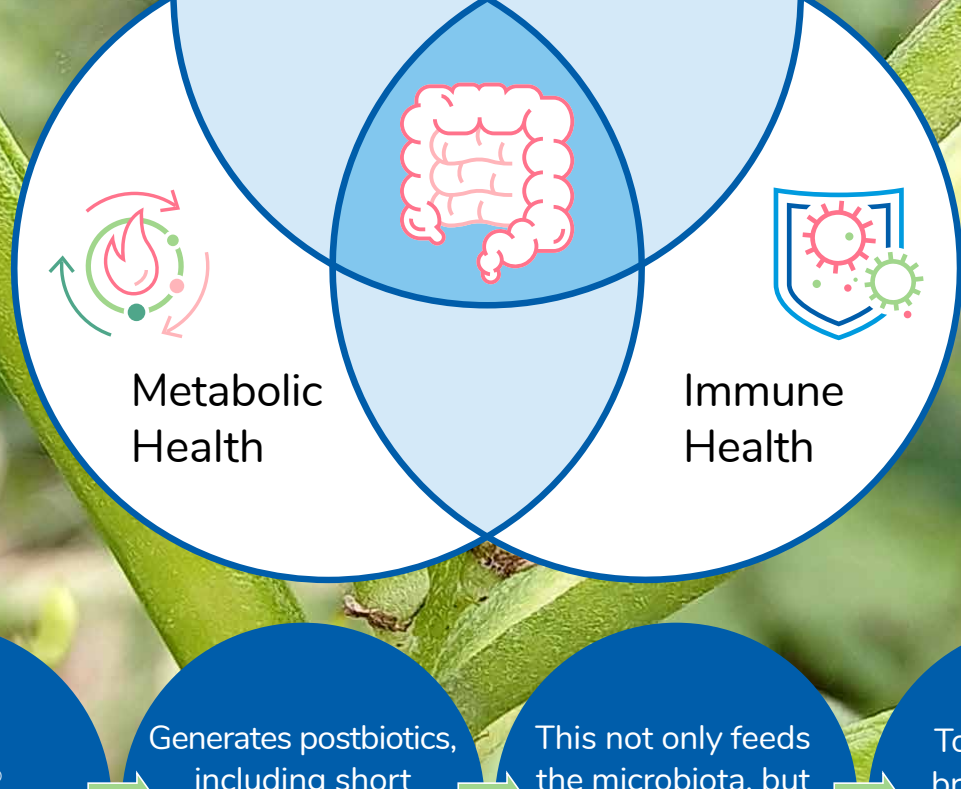 Metabolic
Health
Immune
Health
Generates postbiotics,
including short
This not only feeds
the microbiota, but